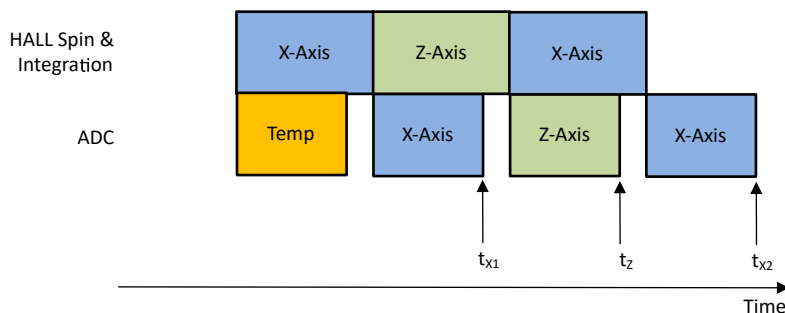 HALL Spin &
Integration
X-Axis
Z-Axis
X-Axis
ADC
Temp
X-Axis
Z-Axis
X-Axis
tX1
tZ
tX2
Time